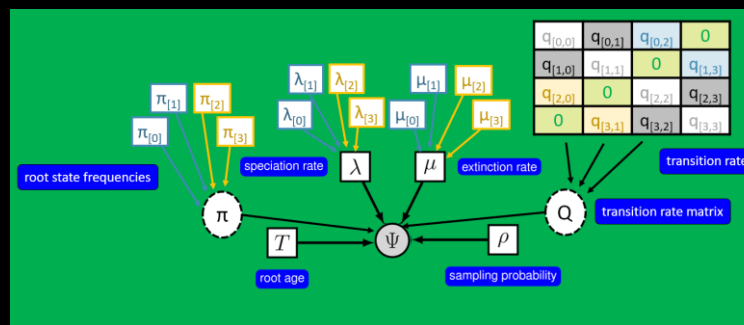 q[0,0] q[0,1] q[0,2] 0
q[1,0] q[1,1] 0 q[1,3]
q[2,0] 0 q[2,2] q[2,3]
0 q[3,1] q[3,2] q[3,3]
λ[1] λ[2] μ[1] μ[2]
π[1] π[2]
λ[0] λ[3] μ[0] μ[3]
π[0] π[3]
root state frequencies
speciation rate
λ
μ
extinction rate
transition rate
π
Q
transition rate matrix
T
Ψ
ρ
root age
sampling probability